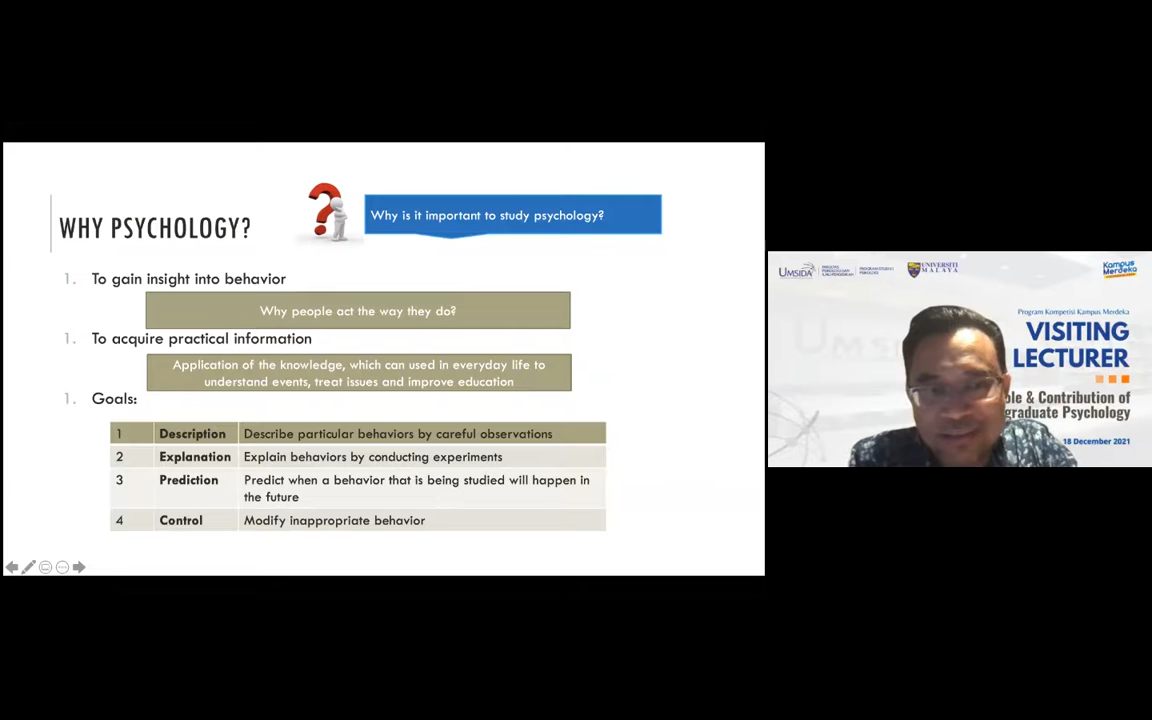 WHY PSYCHOLOGY?
Why is it important to study psychology?
1. To gain insight into behavior
Why people act the way they do?
1. To acquire practical information
Application of the knowledge, which can used in everyday life to
understand events, treat issues and improve education
1. Goals:
1 Description Describe particular behaviors by careful observations
2 Explanation Explain behaviors by conducting experiments
3 Prediction Predict when a behavior that is being studied will happen in
the future
4 Control Modify inappropriate behavior
UMSIDA
UNIVERSITI
MALAYA
Kampus
Merdeka
Program Kompetisi Kampus Merdeka
VISITING
LECTURER
& Contribution of
Psychology
18 December 2021